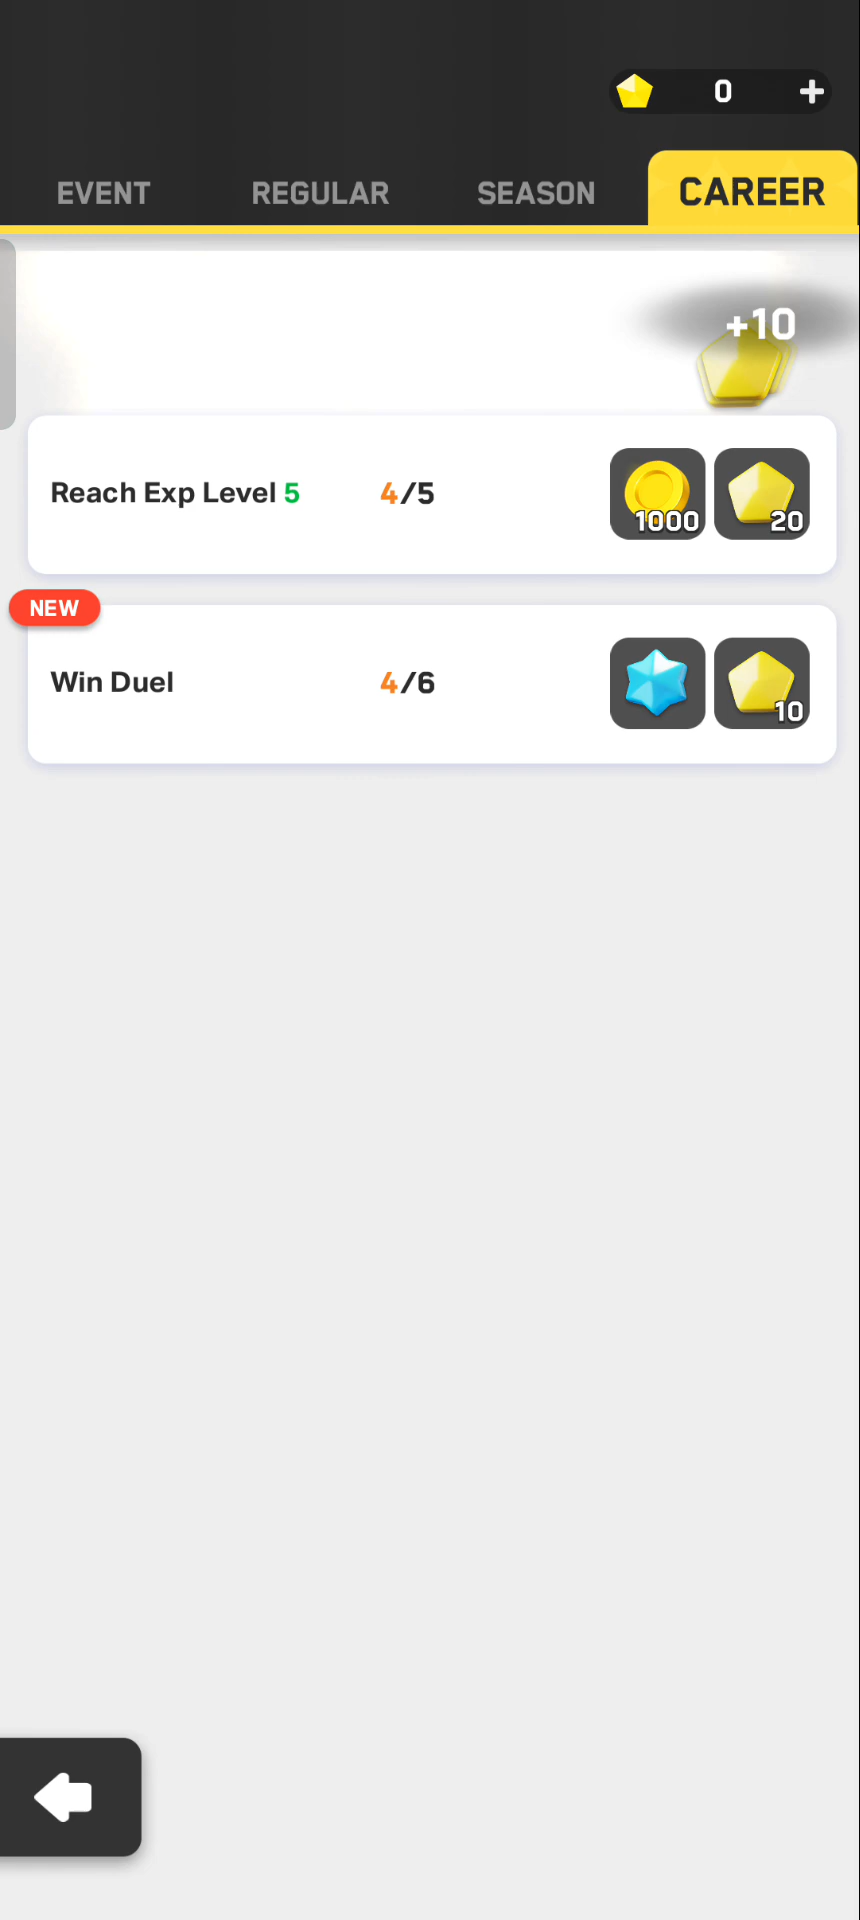 0 +
EVENT REGULAR SEASON CAREER
+10
Reach Exp Level 5 4/5 1000 20
NEW
Win Duel 4/6 10